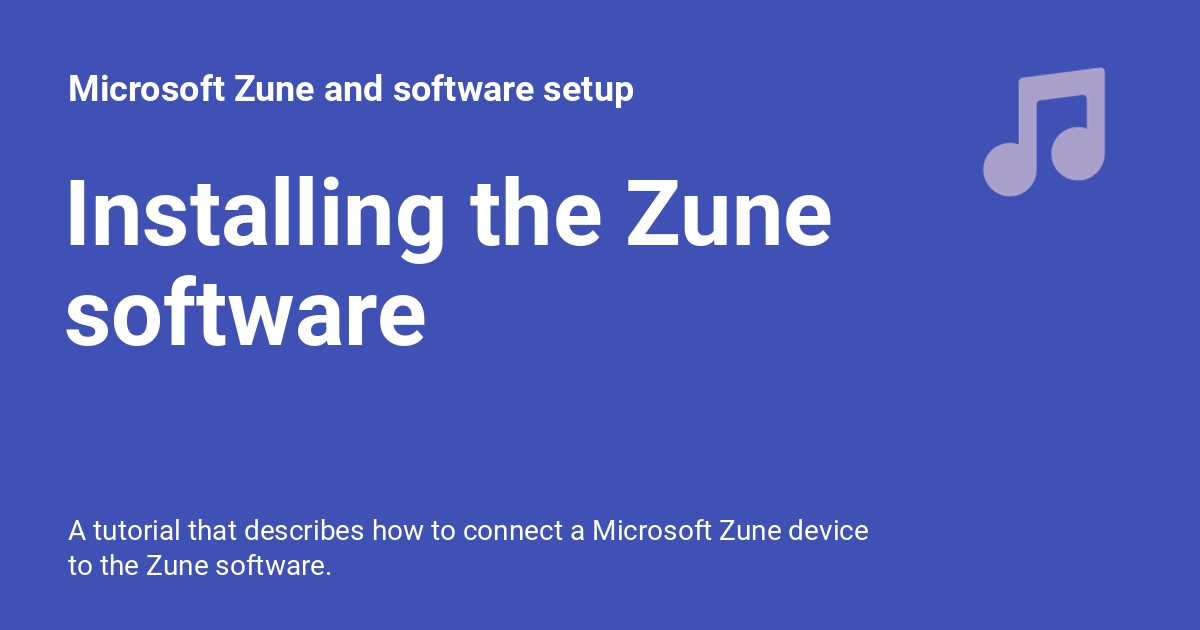 Microsoft Zune and software setup
Installing the Zune
software
A tutorial that describes how to connect a Microsoft Zune device
to the Zune software.